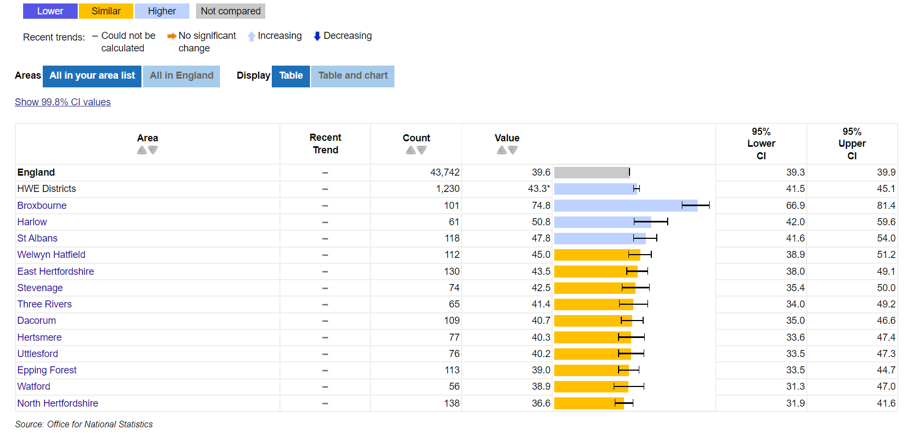 Lower Similar Higher Not compared
Recent trends: – Could not be calculated No significant change Increasing Decreasing
Areas All in your area list All in England Display Table Table and chart
Show 99.8% CI values
Area Recent Trend Count Value 95% Lower CI 95% Upper CI
England – 43,742 39.6 39.3 39.9
HWE Districts – 1,230 43.3* 41.5 45.1
Broxbourne – 101 74.8 66.9 81.4
Harlow – 61 50.8 42.0 59.6
St Albans – 118 47.8 41.6 54.0
Welwyn Hatfield – 112 45.0 38.9 51.2
East Hertfordshire – 130 43.5 38.0 49.1
Stevenage – 74 42.5 35.4 50.0
Three Rivers – 65 41.4 34.0 49.2
Dacorum – 109 40.7 35.0 46.6
Hertsmere – 77 40.3 33.6 47.4
Uttlesford – 76 40.2 33.5 47.3
Epping Forest – 113 39.0 33.5 44.7
Watford – 56 38.9 31.3 47.0
North Hertfordshire – 138 36.6 31.9 41.6
Source: Office for National Statistics